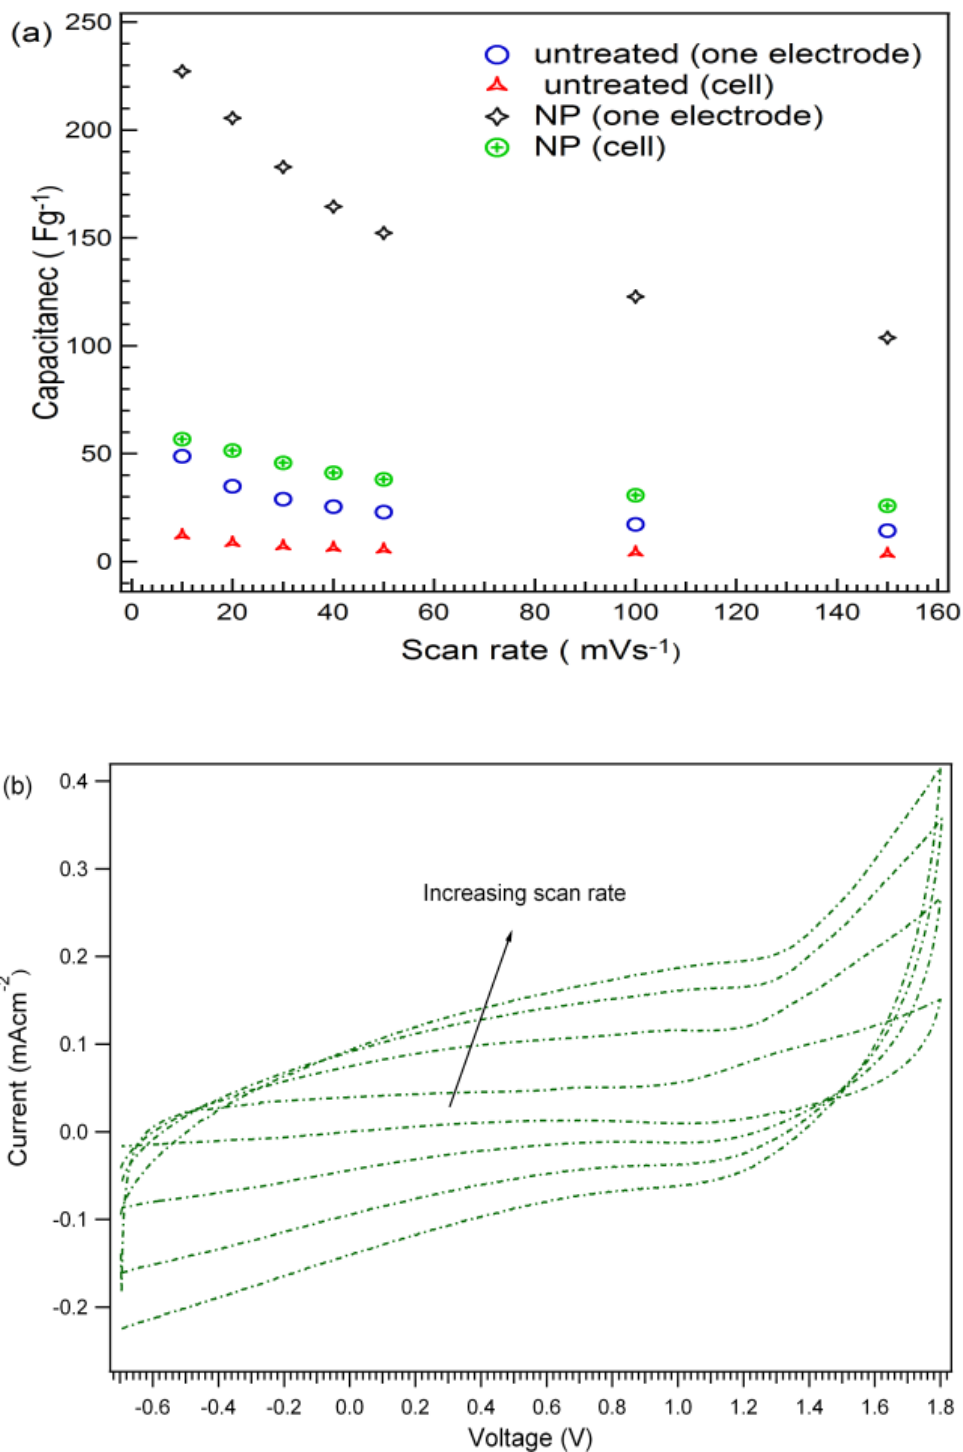 (a)
250
200
150
100
50
0
Capacitanec ( Fg-1)
untreated (one electrode)
untreated (cell)
NP (one electrode)
NP (cell)
0 20 40 60 80 100 120 140 160
Scan rate ( mVs-1)
(b)
0.4
0.3
0.2
0.1
0.0
-0.1
-0.2
Current (mAcm-2)
Increasing scan rate
-0.6 -0.4 -0.2 0.0 0.2 0.4 0.6 0.8 1.0 1.2 1.4 1.6 1.8
Voltage (V)